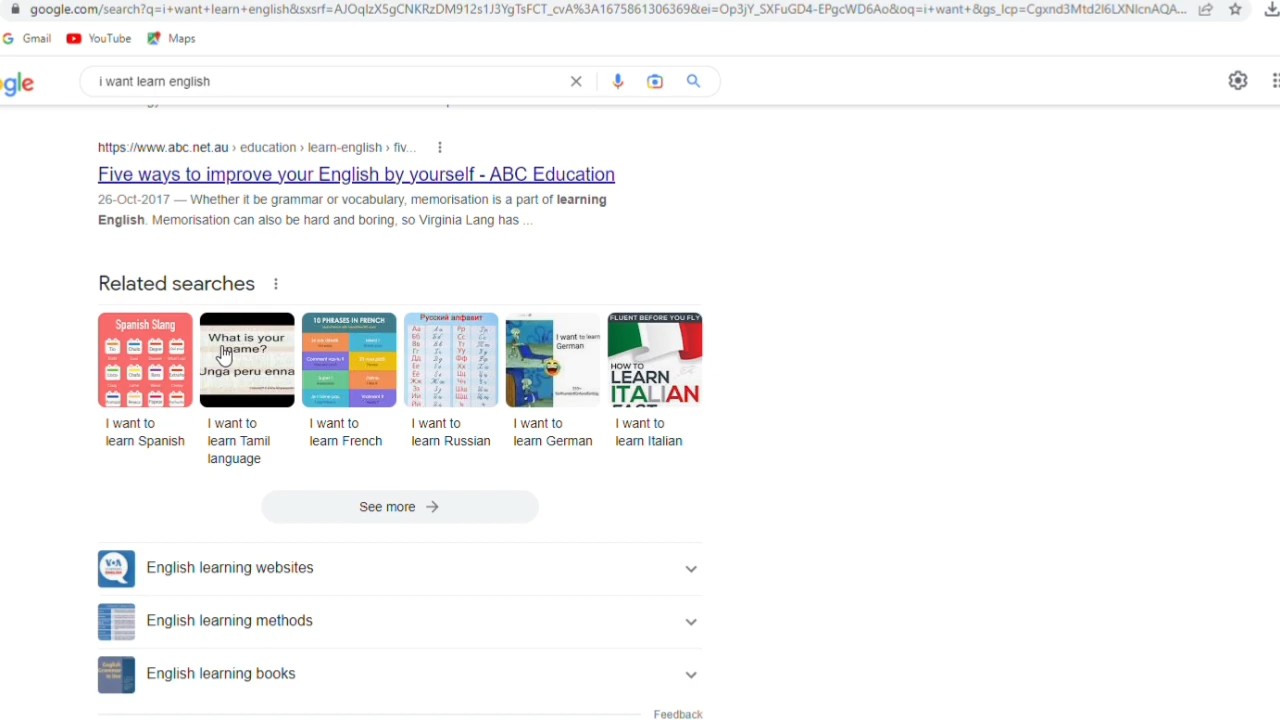 google.com/search?q=i+want+learn+english&sxsrf=AJOqlzX5gCNKRzDM912s1J3YgTsFCT_cvA%3A1675861306369&ei=Op3jY_SXFuGD4-EPgcWD6Ao&oq=i+want+&gs_lcp=Cgxnd3Mtd2l6LXNlcnAQA...
Gmail YouTube Maps
gle
i want learn english
https://www.abc.net.au › education › learn-english › fiv...
Five ways to improve your English by yourself - ABC Education
26-Oct-2017 — Whether it be grammar or vocabulary, memorisation is a part of learning
English. Memorisation can also be hard and boring, so Virginia Lang has ...
Related searches
Spanish Slang
What is your
name?
Unga peru enna
10 PHRASES IN FRENCH
Русский алфавит
I want to learn
German
FLUENT BEFORE YOU FLY
HOW TO
LEARN
ITALIAN
FAST
I want to
learn Spanish
I want to
learn Tamil
language
I want to
learn French
I want to
learn Russian
I want to
learn German
I want to
learn Italian
See more
VOA
English learning websites
English learning methods
English learning books
Feedback